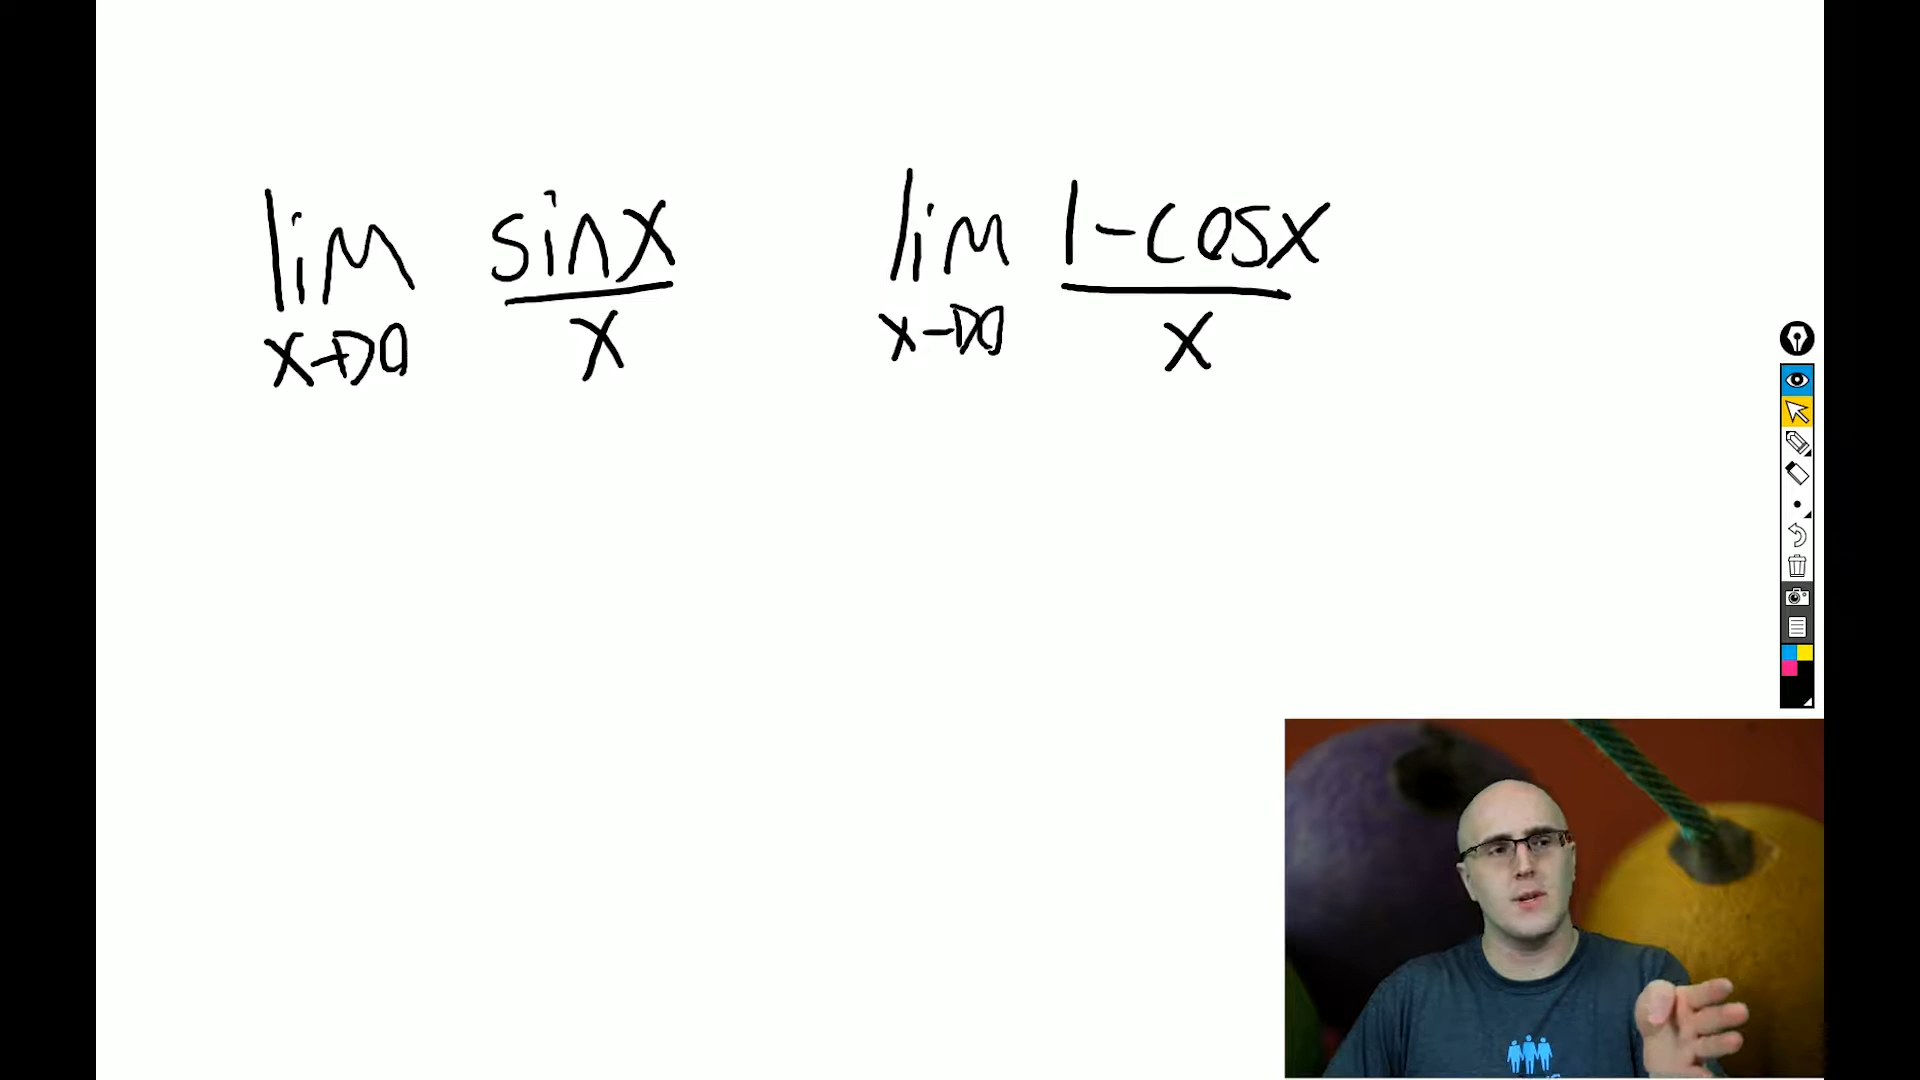 lim sinx/x
x→0
lim 1-cosx/x
x→0